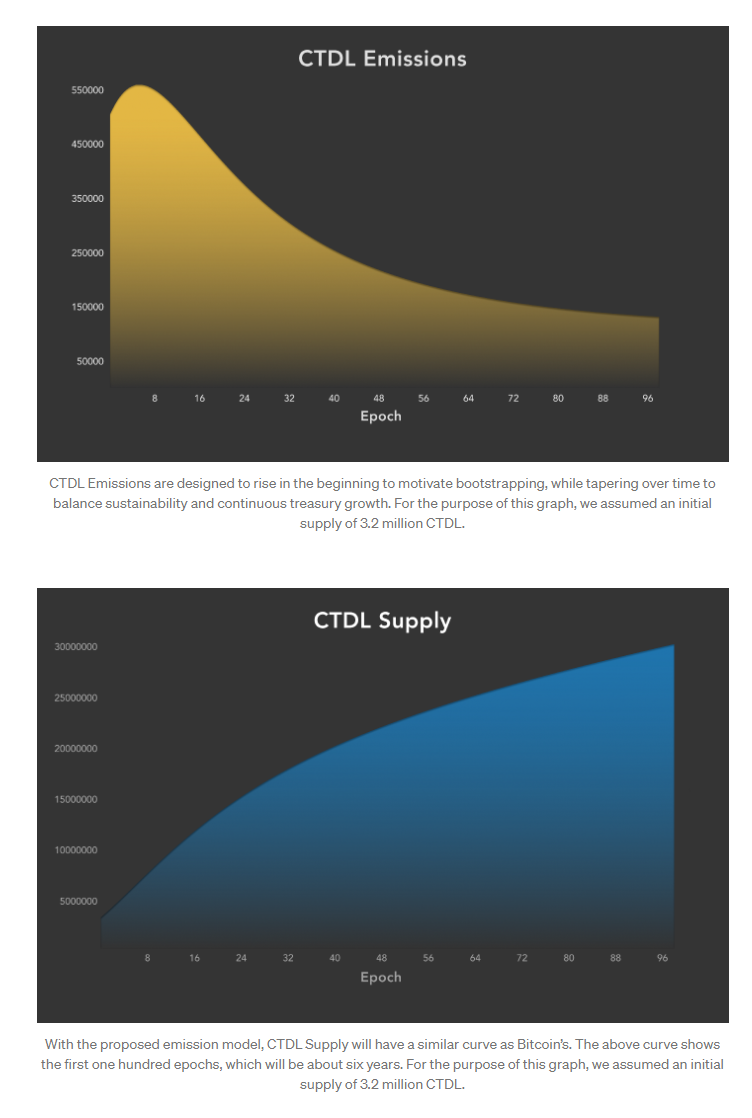 CTDL Emissions
550000
450000
350000
250000
150000
50000
8 16 24 32 40 48 56 64 72 80 88 96
Epoch
CTDL Emissions are designed to rise in the beginning to motivate bootstrapping, while tapering over time to
balance sustainability and continuous treasury growth. For the purpose of this graph, we assumed an initial
supply of 3.2 million CTDL.
CTDL Supply
30000000
25000000
20000000
15000000
10000000
5000000
8 16 24 32 40 48 56 64 72 80 88 96
Epoch
With the proposed emission model, CTDL Supply will have a similar curve as Bitcoin’s. The above curve shows
the first one hundred epochs, which will be about six years. For the purpose of this graph, we assumed an initial
supply of 3.2 million CTDL.